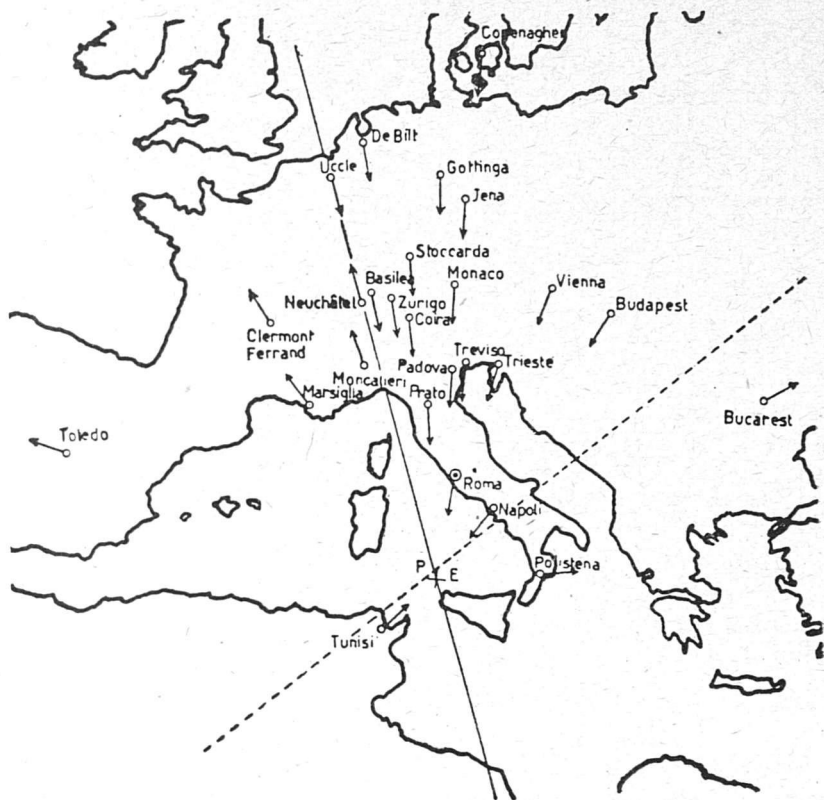 Copenagher
De Bilt
Uccle
Gottinga
Jena
Stoccarda
Basilea
Monaco
Vienna
Neuchâtel
Zurigo
Budapest
Coira
Clermont
Ferrand
Treviso
Padova
Trieste
Moncalieri
Marsiglia
Prato
Bucarest
Toledo
Roma
Napoli
P E
Polistena
Tunisi